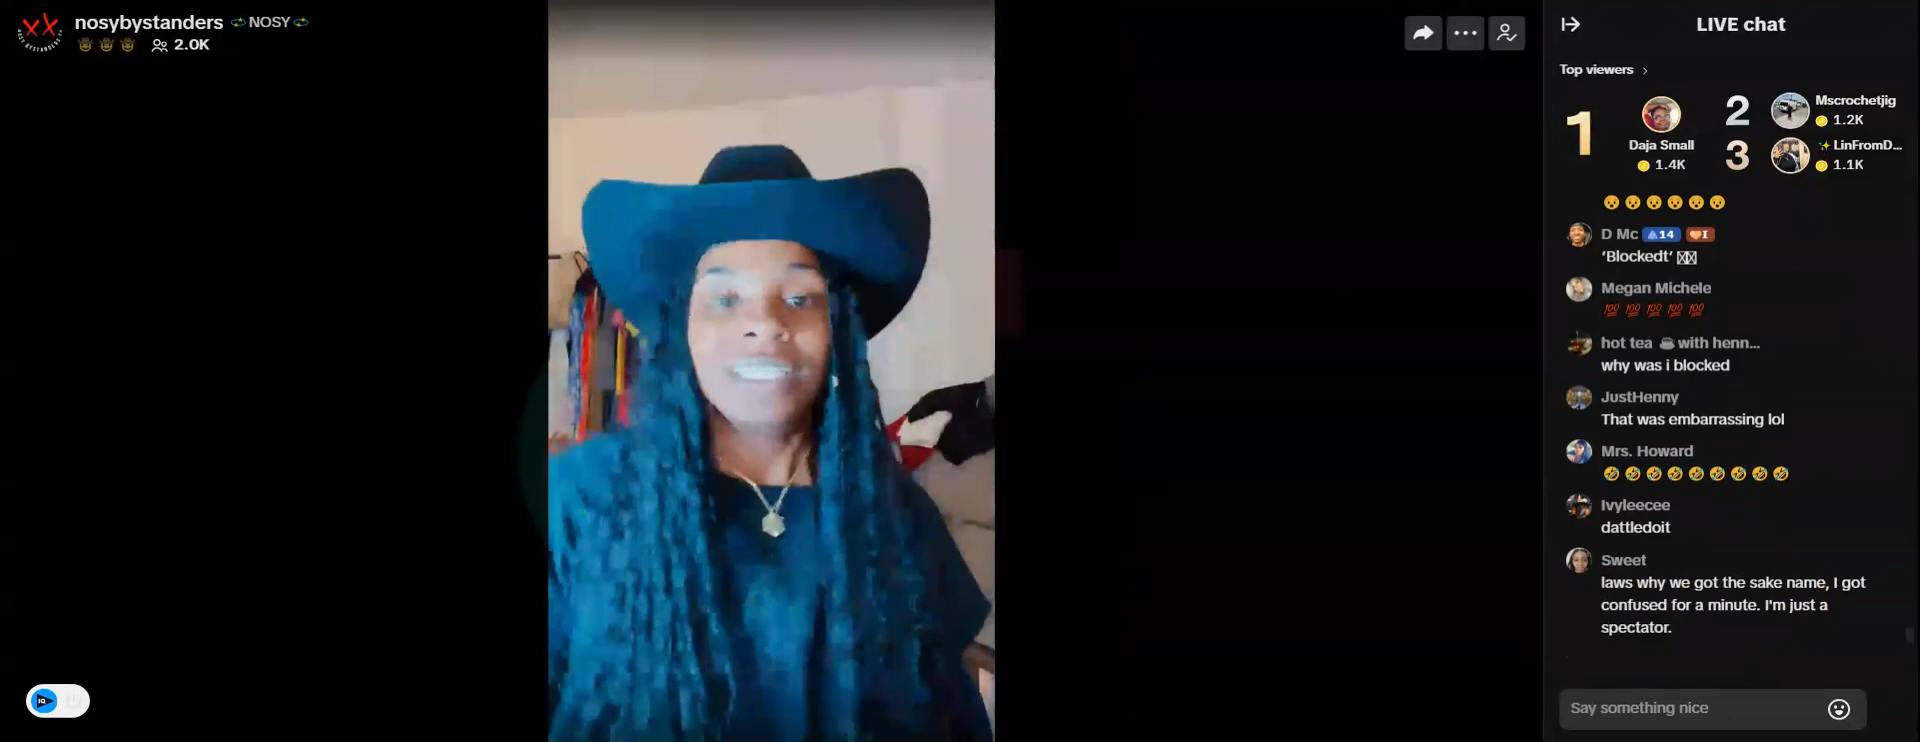 nosybystanders NOSY
2.0K
LIVE chat
Top viewers >
1
Daja Small
1.4K
2
Mscrochetjig
1.2K
3
LinFromD...
1.1K
D Mc 14 I
‘Blockedt’
Megan Michele
💯 💯 💯 💯 💯
hot tea ☕ with henn...
why was i blocked
JustHenny
That was embarrassing lol
Mrs. Howard
Ivyleecee
dattledoit
Sweet
laws why we got the sake name, I got
confused for a minute. I'm just a
spectator.
Say something nice